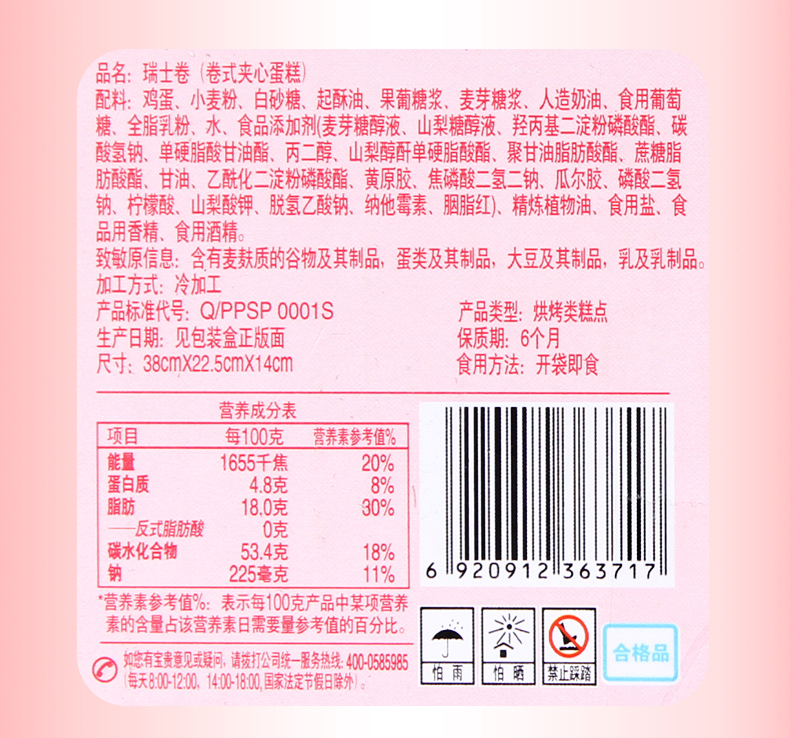 品名：瑞士卷（卷式夹心蛋糕）
配料：鸡蛋、小麦粉、白砂糖、起酥油、果葡糖浆、麦芽糖浆、人造奶油、食用葡萄
糖、全脂乳粉、水、食品添加剂(麦芽糖醇液、山梨糖醇液、羟丙基二淀粉磷酸酯、碳
酸氢钠、单硬脂酸甘油酯、丙二醇、山梨醇酐单硬脂酸酯、聚甘油脂肪酸酯、蔗糖脂
肪酸酯、甘油、乙酰化二淀粉磷酸酯、黄原胶、焦磷酸二氢二钠、瓜尔胶、磷酸二氢
钠、柠檬酸、山梨酸钾、脱氢乙酸钠、纳他霉素、胭脂红)、精炼植物油、食用盐、食
品用香精、食用酒精。
致敏原信息：含有麦麸质的谷物及其制品，蛋类及其制品，大豆及其制品，乳及乳制品。
加工方式：冷加工
产品标准代号：Q/PPSP 0001S 产品类型：烘烤类糕点
生产日期：见包装盒正版面 保质期：6个月
尺寸：38cmX22.5cmX14cm 食用方法：开袋即食
营养成分表
项目 每100克 营养素参考值%
能量 1655千焦 20%
蛋白质 4.8克 8%
脂肪 18.0克 30%
——反式脂肪酸 0克
碳水化合物 53.4克 18%
钠 225毫克 11%
*营养素参考值%：表示每100克产品中某项营养
素的含量占该营养素日需要量参考值的百分比。
如您有宝贵意见或疑问，请拨打公司统一服务热线：400-0585985
(每天8:00-12:00，14:00-18:00,国家法定节假日除外）。
6 920912 363717
怕雨 怕晒 禁止踩踏
合格品